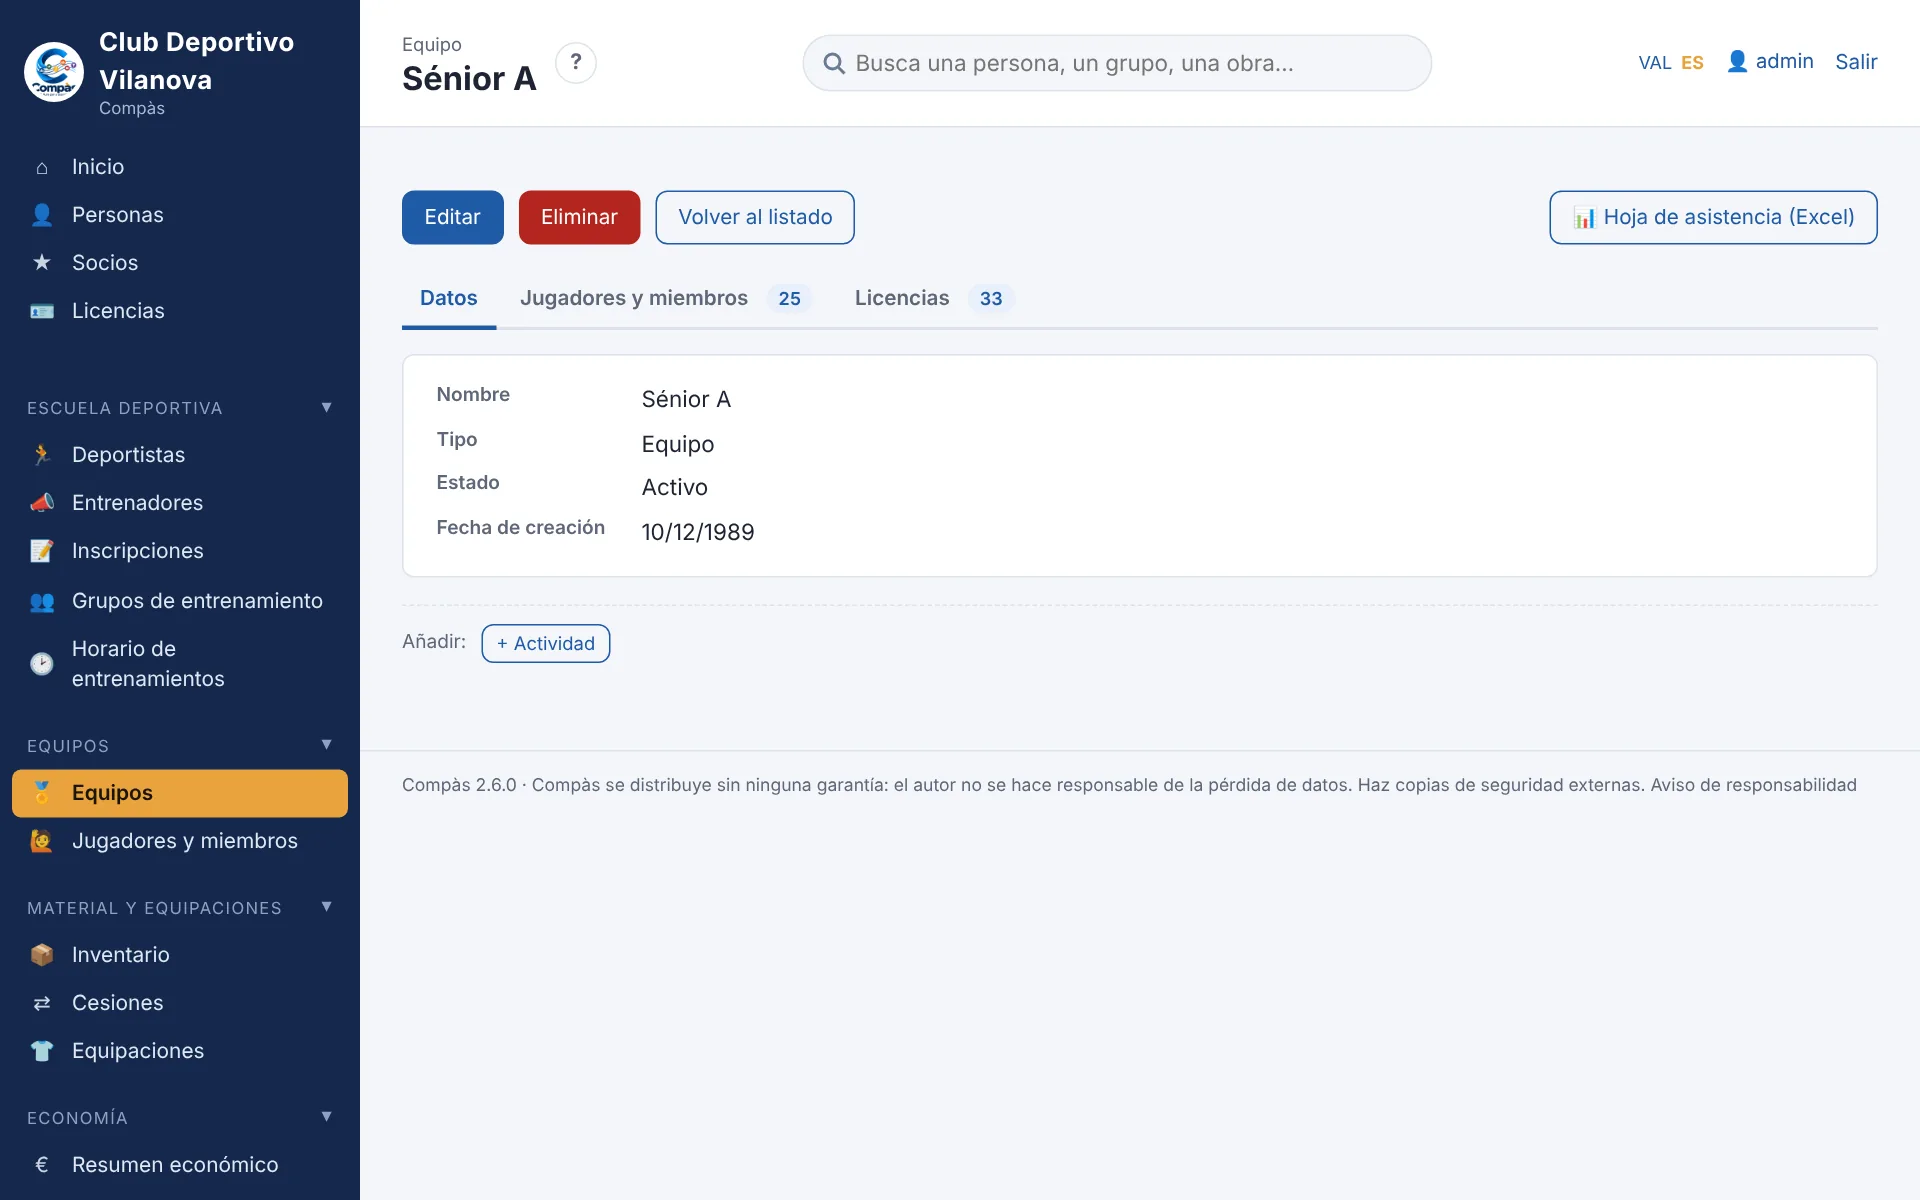 Club Deportivo
Vilanova
Compàs
Inicio
Personas
Socios
Licencias
ESCUELA DEPORTIVA
Deportistas
Entrenadores
Inscripciones
Grupos de entrenamiento
Horario de
entrenamientos
EQUIPOS
Equipos
Jugadores y miembros
MATERIAL Y EQUIPACIONES
Inventario
Cesiones
Equipaciones
ECONOMÍA
€ Resumen económico
Equipo
Sénior A
?
Busca una persona, un grupo, una obra...
VAL ES admin Salir
Editar Eliminar Volver al listado Hoja de asistencia (Excel)
Datos Jugadores y miembros 25 Licencias 33
Nombre Sénior A
Tipo Equipo
Estado Activo
Fecha de creación 10/12/1989
Añadir: + Actividad
Compàs 2.6.0 · Compàs se distribuye sin ninguna garantía: el autor no se hace responsable de la pérdida de datos. Haz copias de seguridad externas. Aviso de responsabilidad